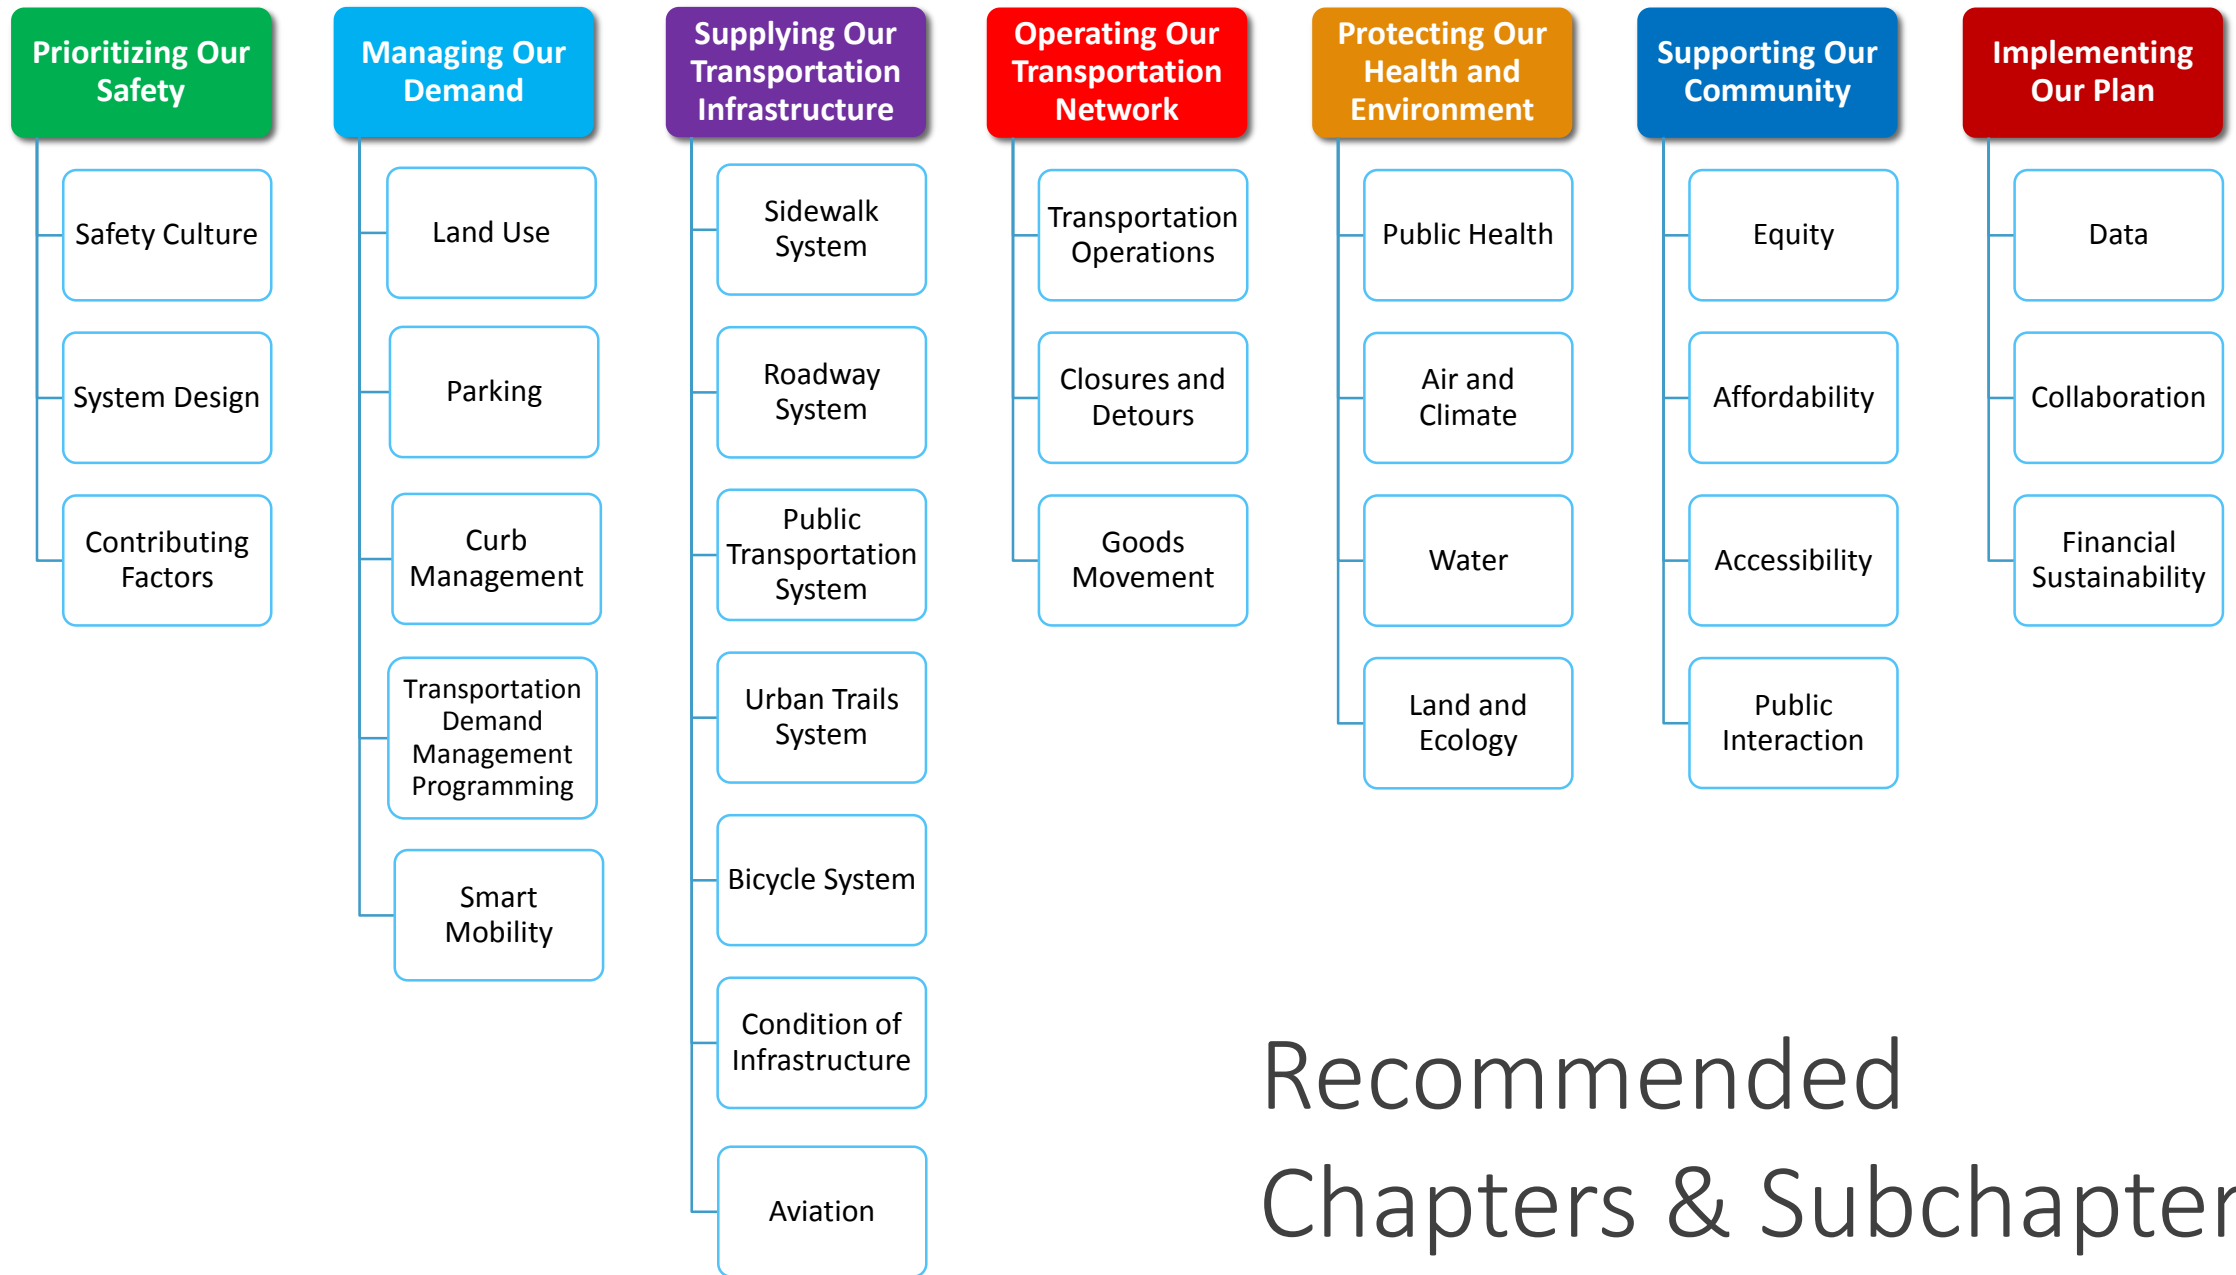 Prioritizing Our
Safety
Safety Culture
System Design
Contributing
Factors
Managing Our
Demand
Land Use
Parking
Curb
Management
Transportation
Demand
Management
Programming
Smart
Mobility
Supplying Our
Transportation
Infrastructure
Sidewalk
System
Roadway
System
Public
Transportation
System
Urban Trails
System
Bicycle System
Condition of
Infrastructure
Aviation
Operating Our
Transportation
Network
Transportation
Operations
Closures and
Detours
Goods
Movement
Protecting Our
Health and
Environment
Public Health
Air and
Climate
Water
Land and
Ecology
Supporting Our
Community
Equity
Affordability
Accessibility
Public
Interaction
Implementing
Our Plan
Data
Collaboration
Financial
Sustainability
Recommended
Chapters & Subchapter